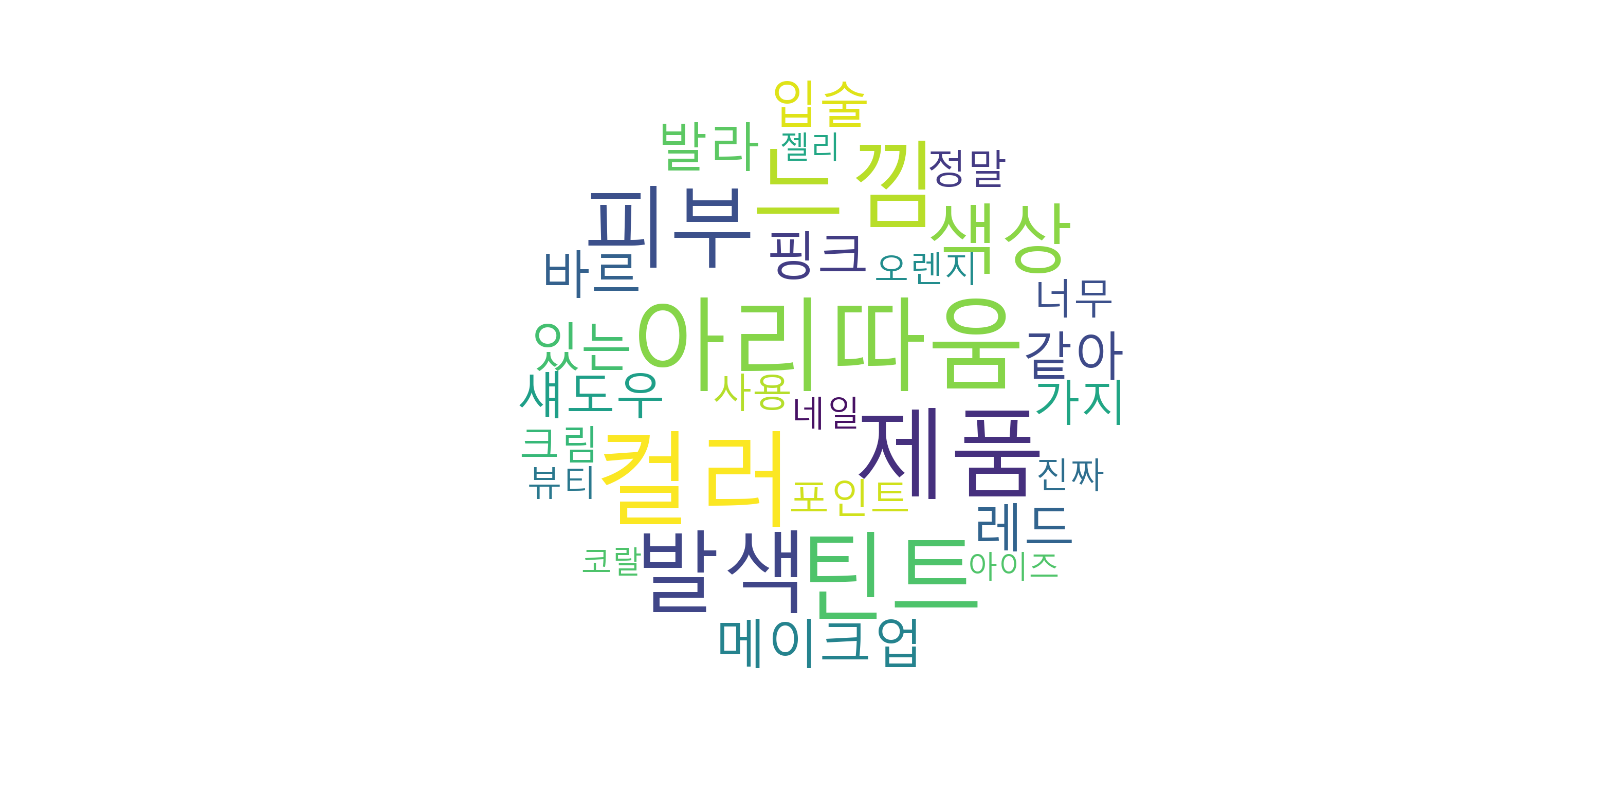 입술
발라
젤리
느낌
정말
피부
색상
핑크
바르
오렌지
너무
아리따움
있는
같아
섀도우
사용
네일
가지
제품
크림
컬러
뷰티
진짜
포인트
레드
발색
틴트
코랄
아이즈
메이크업